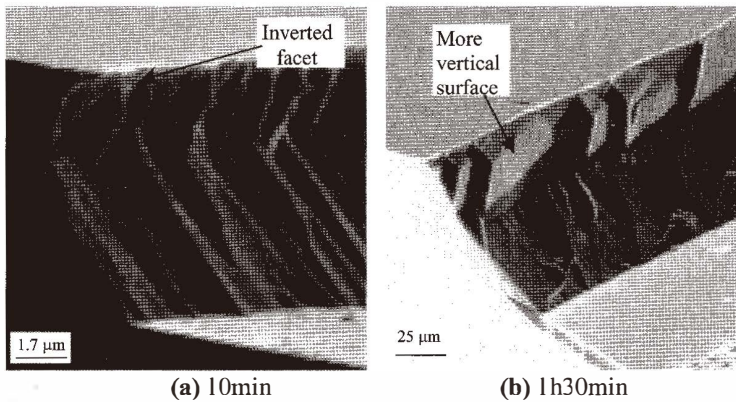 Inverted
facet
1.7 μm
(a) 10min
More
vertical
surface
25 μm
(b) 1h30min